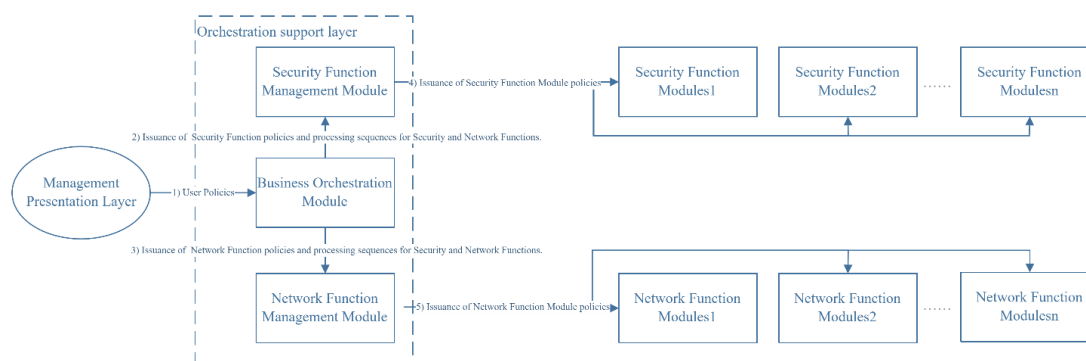 Orchestration support layer
Security Function
Management Module
4) Issuance of Security Function Module policies
Security Function
Modules1
Security Function
Modules2
......
Security Function
Modulesn
2) Issuance of Security Function policies and processing sequences for Security and Network Functions.
Management
Presentation Layer
1) User Policies
Business Orchestration
Module
3) Issuance of Network Function policies and processing sequences for Security and Network Functions.
Network Function
Management Module
5) Issuance of Network Function Module policies
Network Function
Modules1
Network Function
Modules2
......
Network Function
Modulesn